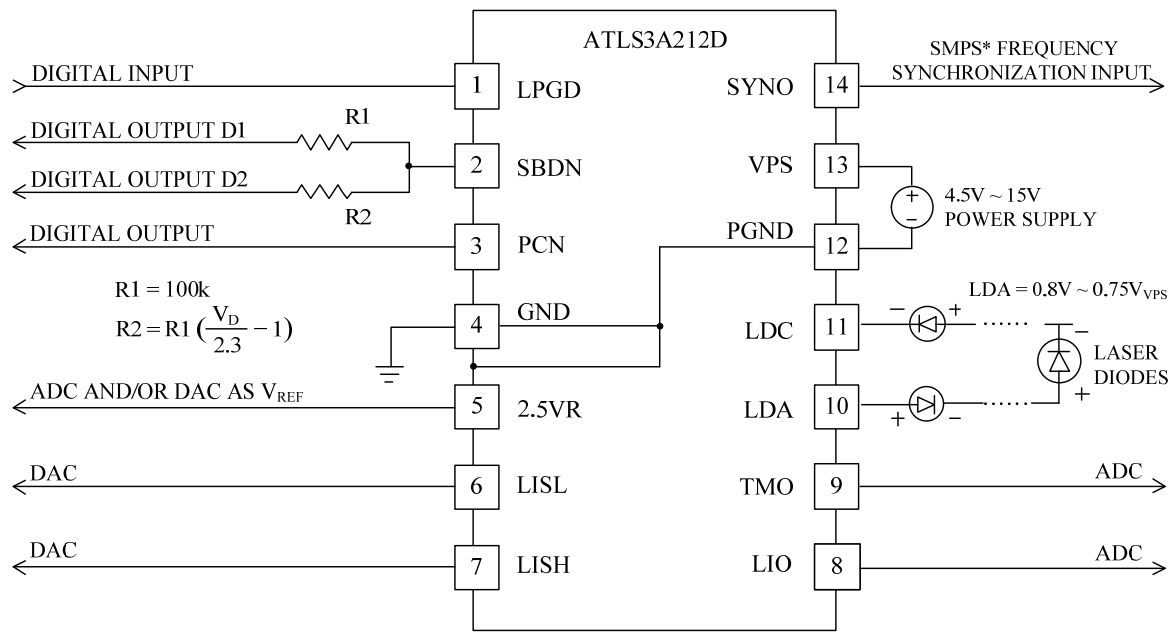 ATLS3A212D
DIGITAL INPUT
1
LPGD
DIGITAL OUTPUT D1
R1
2
SBDN
DIGITAL OUTPUT D2
R2
DIGITAL OUTPUT
3
PCN
R1 = 100k
R2 = R1 (V_D/2.3 − 1)
4
GND
ADC AND/OR DAC AS V_REF
5
2.5VR
DAC
6
LISL
DAC
7
LISH
SMPS* FREQUENCY
SYNCHRONIZATION INPUT
SYNO
14
VPS
13
+
−
4.5V ~ 15V
POWER SUPPLY
PGND
12
LDA = 0.8V ~ 0.75V_VPS
LDC
11
− +
−
LASER
DIODES
+
LDA
10
+ −
TMO
9
ADC
LIO
8
ADC